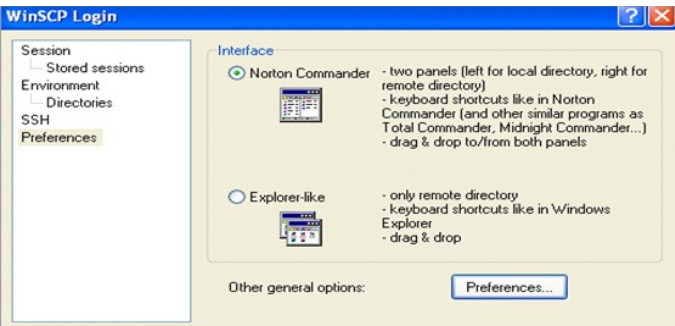 WinSCP Login
Session
Stored sessions
Environment
Directories
SSH
Preferences
Interface
Norton Commander
- two panels (left for local directory, right for
remote directory)
- keyboard shortcuts like in Norton
Commander (and other similar programs as
Total Commander, Midnight Commander...)
- drag & drop to/from both panels
Explorer-like
- only remote directory
- keyboard shortcuts like in Windows
Explorer
- drag & drop
Other general options:
Preferences...